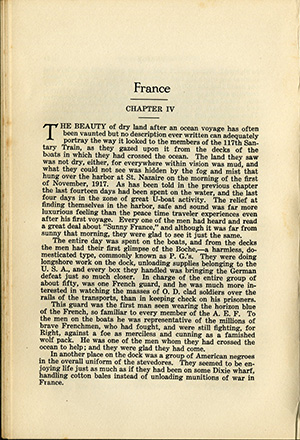 France
CHAPTER IV
THE BEAUTY of dry land after an ocean voyage has often
been vaunted but no description ever written can adequately
portray the way it looked to the members of the 117th San-
tary Train, as they gazed upon it from the decks of the
boats in which they had crossed the ocean. The land they saw
was not dry, either, for everywhere within vision was mud, and
what they could not see was hidden by the fog and mist that
hung over the harbor at St. Nazaire on the morning of the first
of November, 1917. As has been told in the previous chapter
the last fourteen days had been spent on the water, and the last
four days in the zone of great U-boat activity. The relief at
finding themselves in the harbor, safe and sound was far more
luxurious feeling than the peace time traveler experiences even
after his first voyage. Every one of the men had heard and read
a great deal about "Sunny France," and although it was far from
sunny that morning, they were glad to see it just the same.
The entire day was spent on the boats, and from the decks
the men had their first glimpse of the Boche,—a harmless, do-
mesticated type, commonly known as P. G.'s. They were doing
longshore work on the dock, unloading supplies belonging to the
U. S. A., and every box they handled was bringing the German
defeat just so much closer. In charge of the entire group of
about fifty, was one French guard, and he was much more in-
terested in watching the masses of O. D. clad soldiers over the
rails of the transports, than in keeping check on his prisoners.
This guard was the first man seen wearing the horizon blue
of the French, so familiar to every member of the A. E. F. To
the men on the boats he was representative of the millions of
brave Frenchmen, who had fought, and were still fighting, for
Right, against a foe as merciless and cunning as a famished
wolf pack. He was one of the men whom they had crossed the
ocean to help; and they were glad they had come.
In another place on the dock was a group of American negroes
in the overall uniform of the stevedores. They seemed to be en-
joying life just as much as if they had been on some Dixie wharf,
handling cotton bales instead of unloading munitions of war in
France.